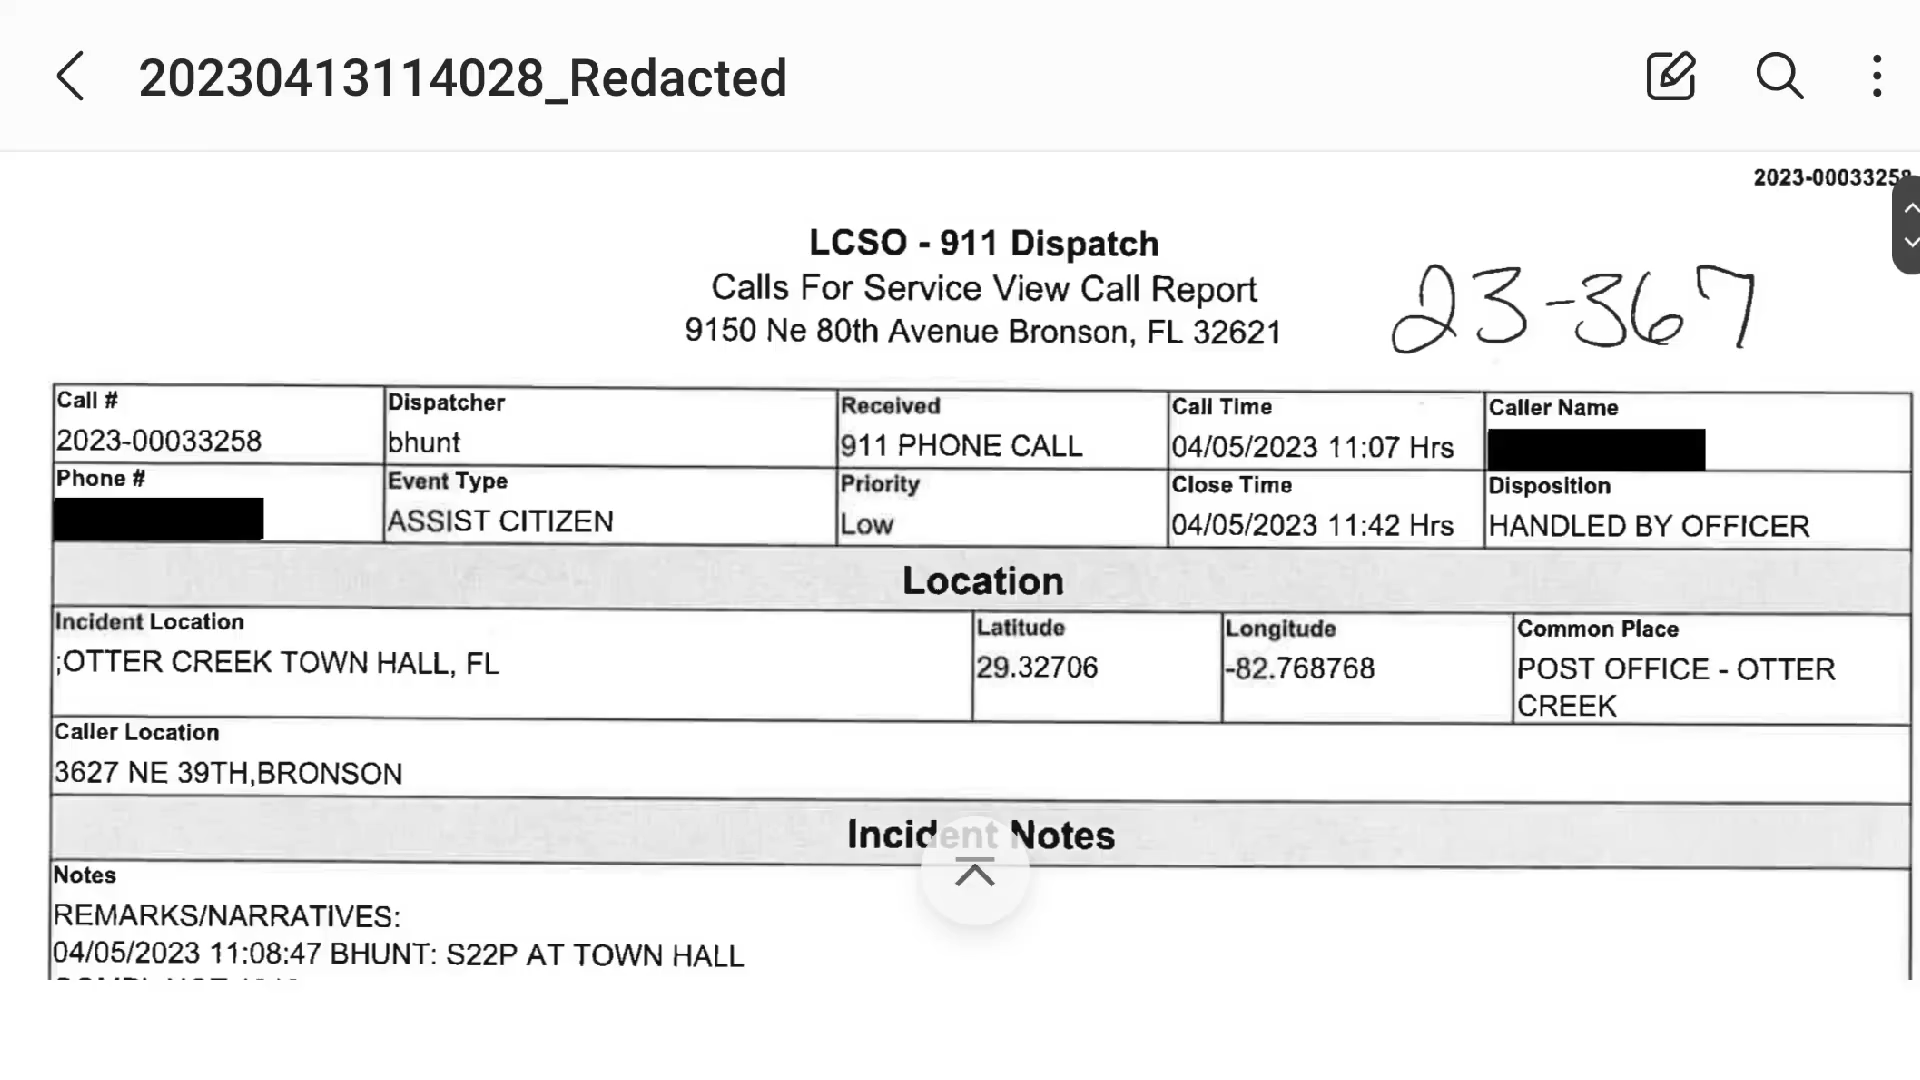 20230413114028_Redacted
2023-00033258
LCSO - 911 Dispatch
Calls For Service View Call Report
9150 Ne 80th Avenue Bronson, FL 32621
23-367
Call # Dispatcher Received Call Time Caller Name
2023-00033258 bhunt 911 PHONE CALL 04/05/2023 11:07 Hrs
Phone # Event Type Priority Close Time Disposition
ASSIST CITIZEN Low 04/05/2023 11:42 Hrs HANDLED BY OFFICER
Location
Incident Location Latitude Longitude Common Place
;OTTER CREEK TOWN HALL, FL 29.32706 -82.768768 POST OFFICE - OTTER
CREEK
Caller Location
3627 NE 39TH,BRONSON
Incident Notes
Notes
REMARKS/NARRATIVES:
04/05/2023 11:08:47 BHUNT: S22P AT TOWN HALL